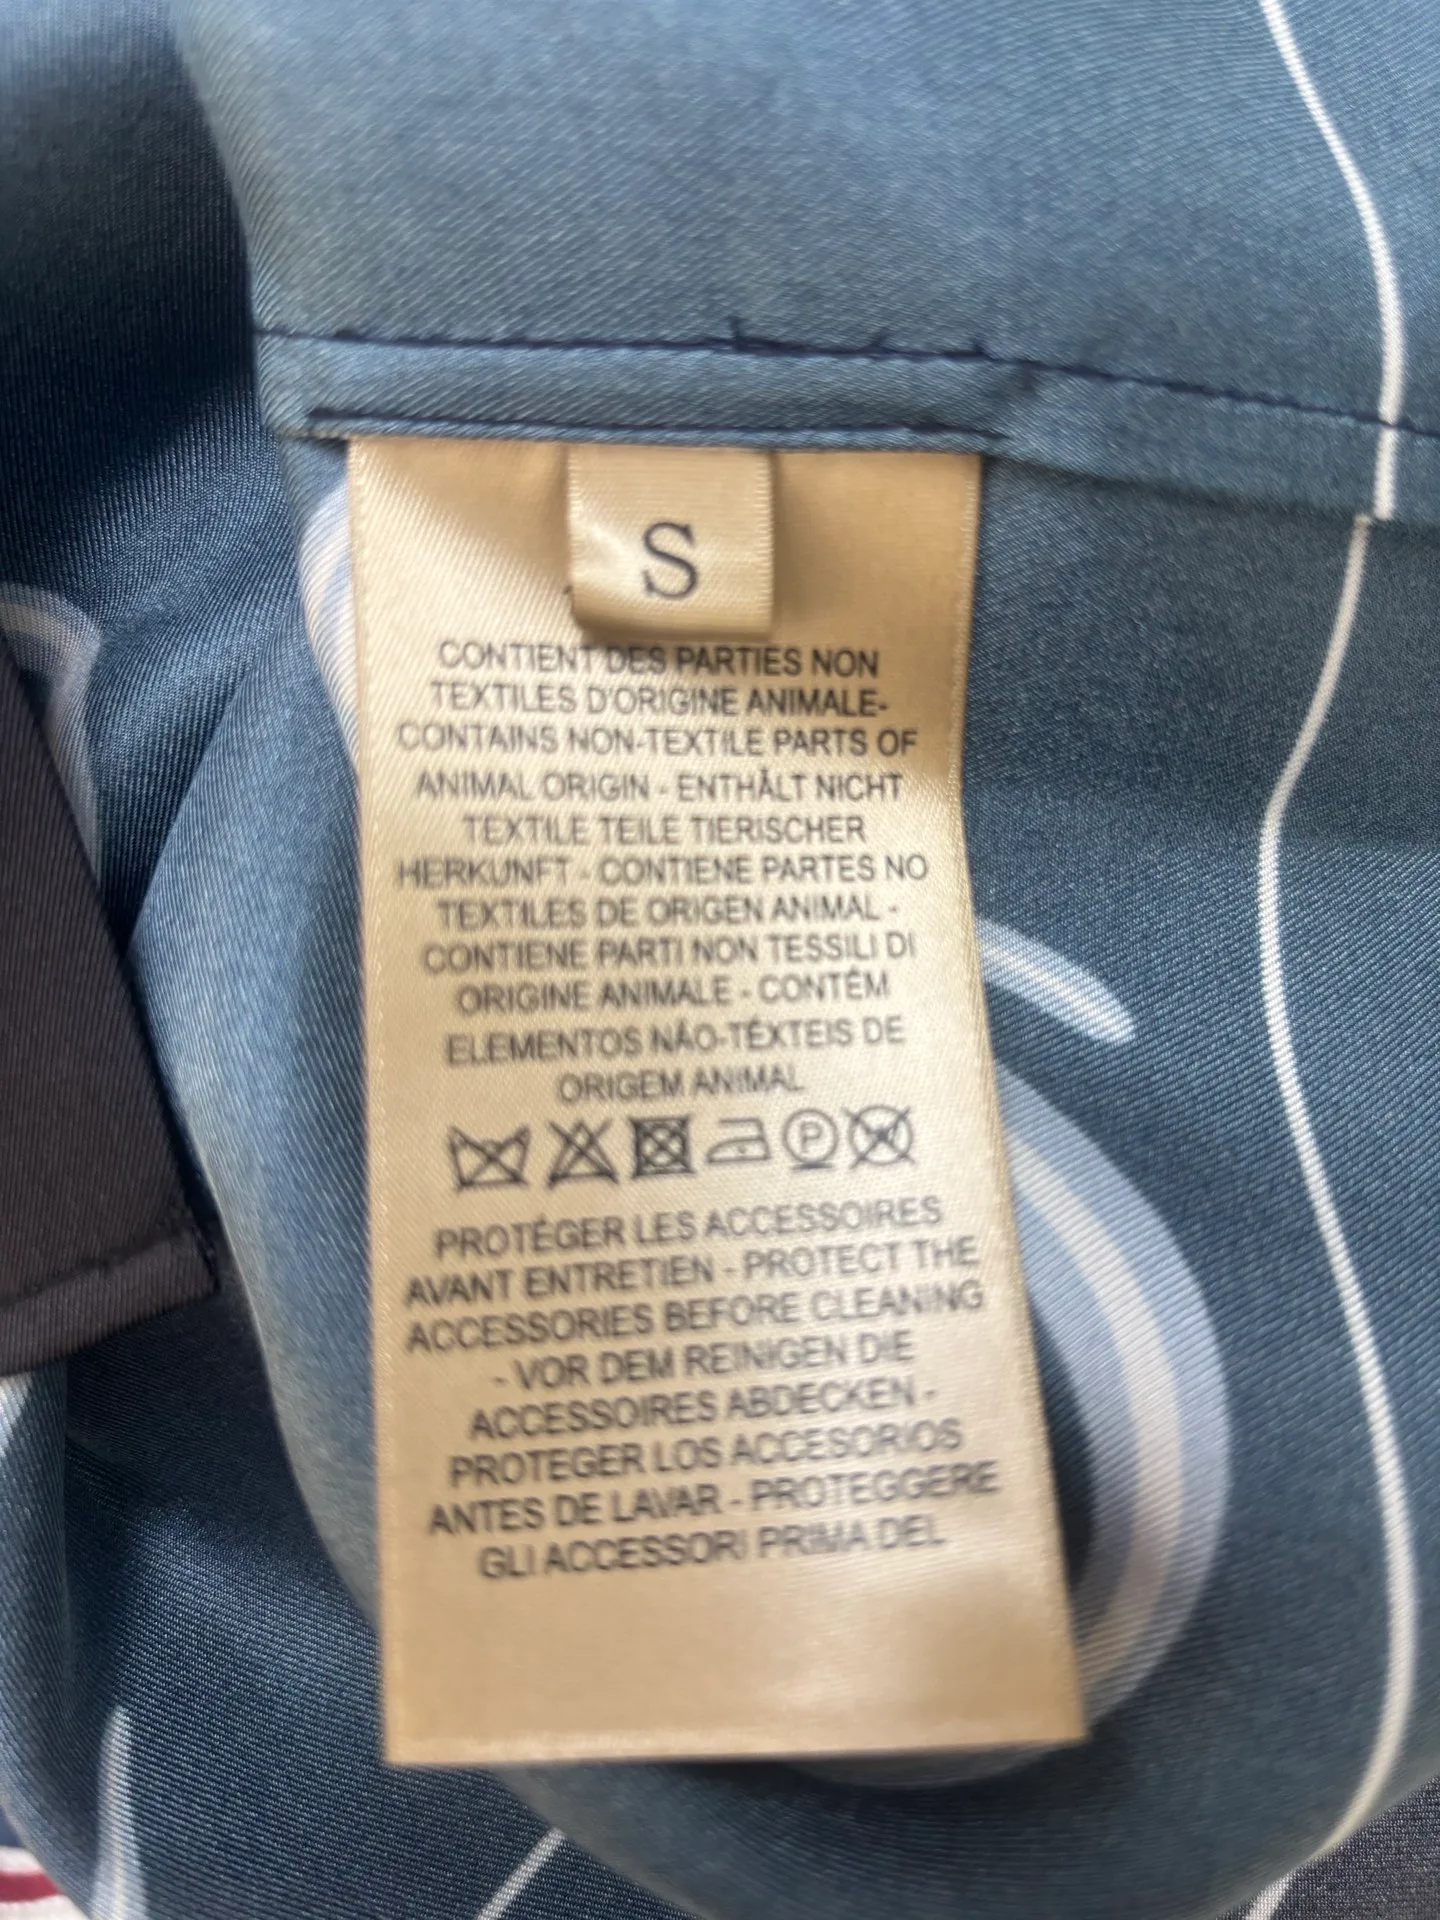 S
CONTIENT DES PARTIES NON
TEXTILES D'ORIGINE ANIMALE-
CONTAINS NON-TEXTILE PARTS OF
ANIMAL ORIGIN - ENTHÄLT NICHT
TEXTILE TEILE TIERISCHER
HERKUNFT - CONTIENE PARTES NO
TEXTILES DE ORIGEN ANIMAL -
CONTIENE PARTI NON TESSILI DI
ORIGINE ANIMALE - CONTÉM
ELEMENTOS NÃO-TÉXTEIS DE
ORIGEM ANIMAL
P
PROTÉGER LES ACCESSOIRES
AVANT ENTRETIEN - PROTECT THE
ACCESSORIES BEFORE CLEANING
- VOR DEM REINIGEN DIE
ACCESSOIRES ABDECKEN -
PROTEGER LOS ACCESORIOS
ANTES DE LAVAR - PROTEGGERE
GLI ACCESSORI PRIMA DEL